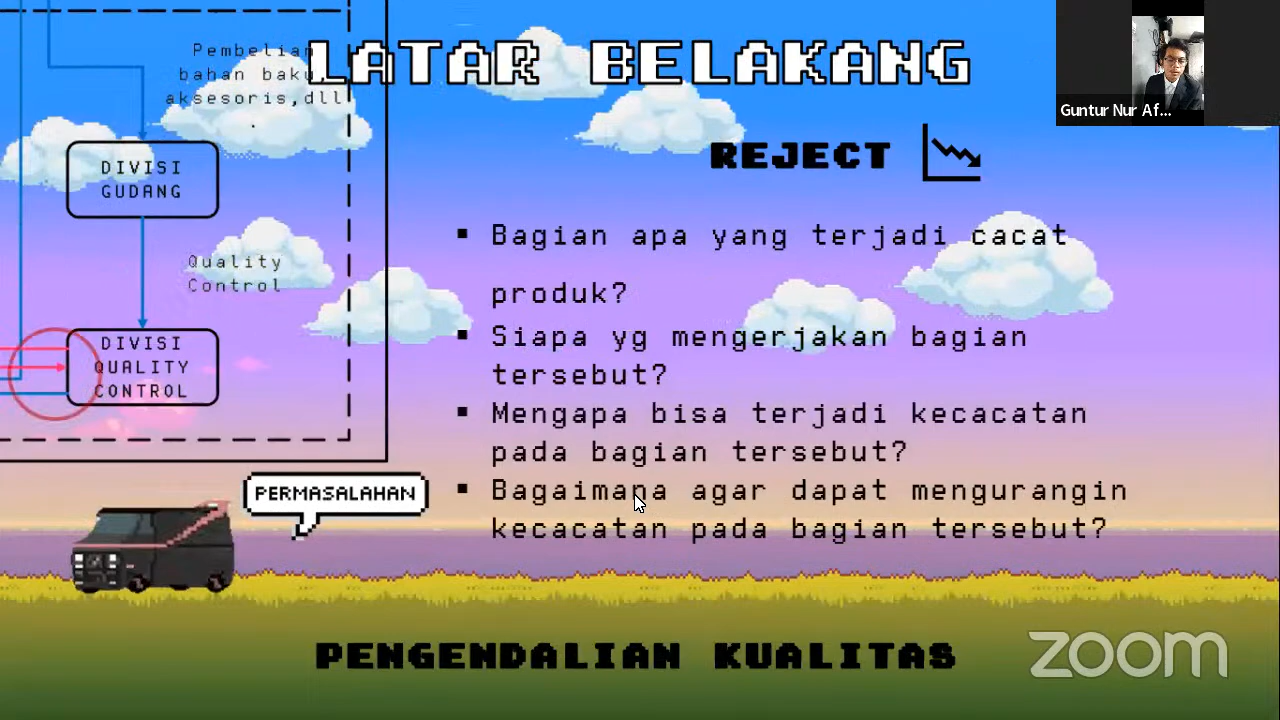 LATAR BELAKANG
Guntur Nur Af...
Pembelian
bahan baku,
aksesoris,dll
.
DIVISI
GUDANG
Quality
Control
DIVISI
QUALITY
CONTROL
REJECT
▪ Bagian apa yang terjadi cacat
produk?
▪ Siapa yg mengerjakan bagian
tersebut?
▪ Mengapa bisa terjadi kecacatan
pada bagian tersebut?
▪ Bagaimana agar dapat mengurangin
kecacatan pada bagian tersebut?
PERMASALAHAN
PENGENDALIAN KUALITAS
zoom